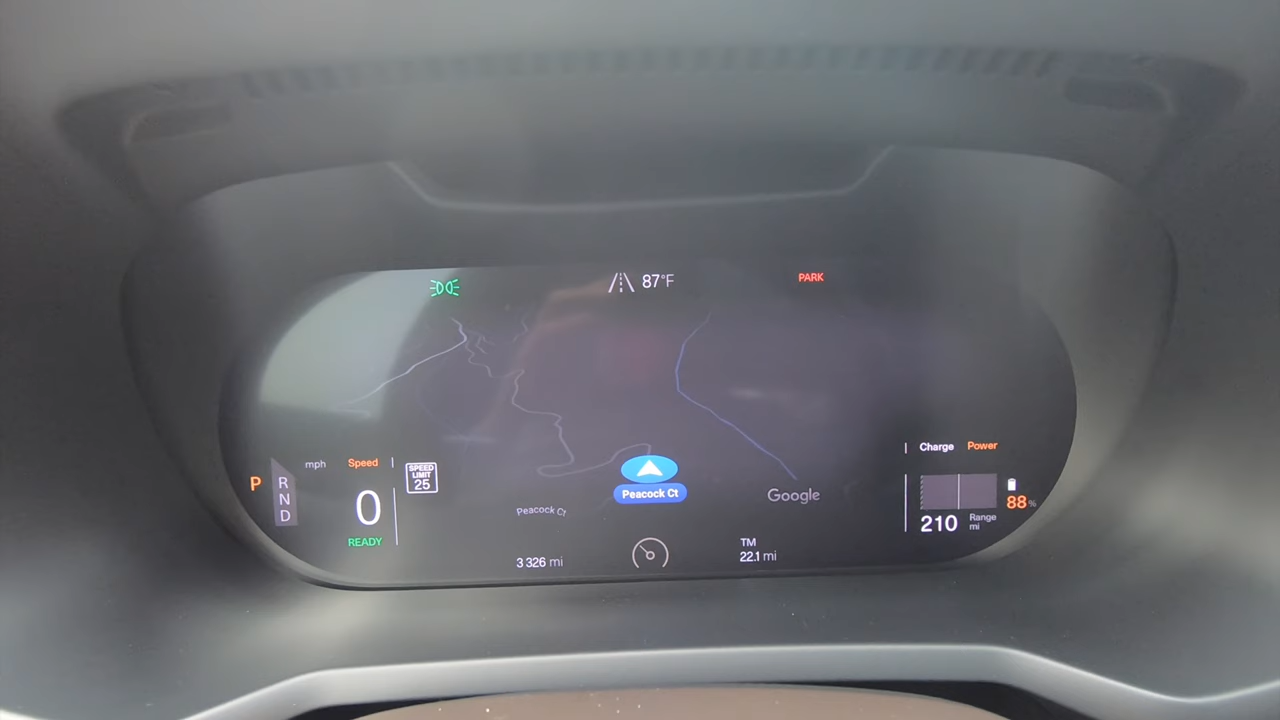 87°F
PARK
mph Speed
P
R
N
D
0
READY
SPEED
LIMIT
25
Peacock Ct
Peacock Ct
Google
Charge Power
88%
210 Range
mi
3 326 mi
TM
22.1 mi